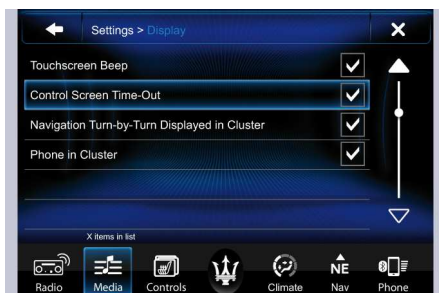 Settings > Display
Touchscreen Beep
Control Screen Time-Out
Navigation Turn-by-Turn Displayed in Cluster
Phone in Cluster
X items in list
NE
Radio Media Controls Climate Nav Phone